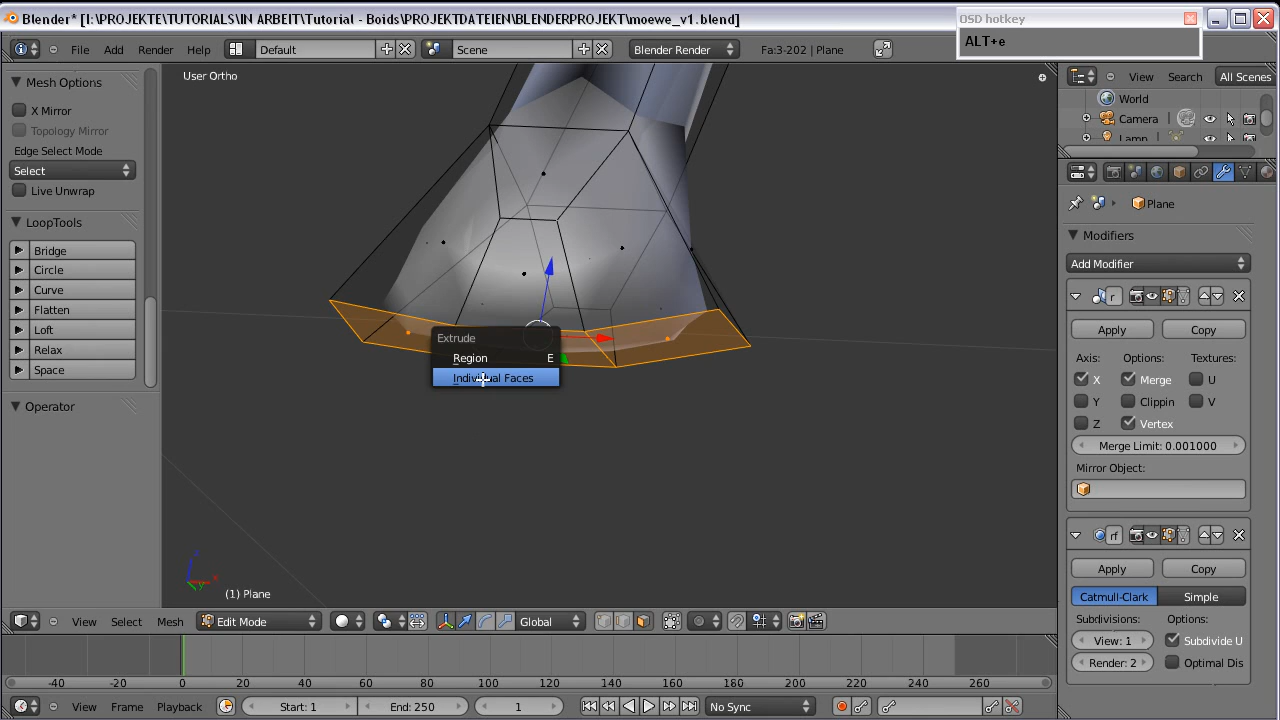 Blender* [I:\PROJEKTE\TUTORIALS\IN ARBEIT\Tutorial - Boids\PROJEKTDATEIEN\BLENDERPROJEKT\moewe_v1.blend]
OSD hotkey
ALT+e
File Add Render Help Default Scene Blender Render Fa:3-202 | Plane
View Search All Scenes
World
Camera
Lamp
Mesh Options
X Mirror
Topology Mirror
Edge Select Mode
Select
Live Unwrap
LoopTools
Bridge
Circle
Curve
Flatten
Loft
Relax
Space
Operator
User Ortho
Extrude
Region E
Individual Faces
(1) Plane
Plane
Modifiers
Add Modifier
r
Apply Copy
Axis: Options: Textures:
X Merge U
Y Clippin V
Z Vertex
Merge Limit: 0.001000
Mirror Object:
rf
Apply Copy
Catmull-Clark Simple
Subdivisions: Options:
View: 1 Subdivide U
Render: 2 Optimal Dis
View Select Mesh Edit Mode Global
-40 -20 0 20 40 60 80 100 120 140 160 180 200 220 240 260
View Frame Playback Start: 1 End: 250 1 No Sync